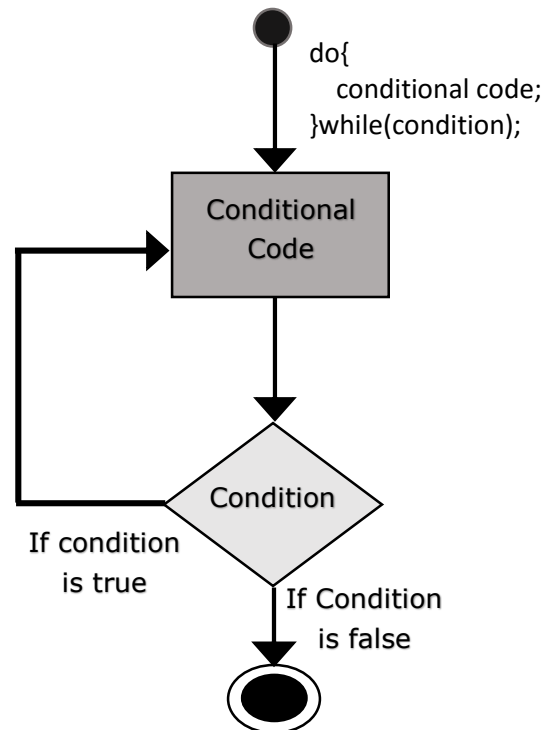 do{
conditional code;
}while(condition);
Conditional
Code
Condition
If condition
is true
If Condition
is false